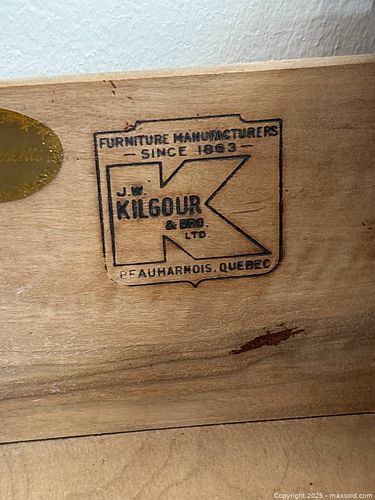 FURNITURE MANUFACTURERS
- SINCE 1863 -
J.W.
KILGOUR
& BRO.
LTD.
BEAUHARNOIS, QUEBEC
Copyright 2025 - maxsold.com